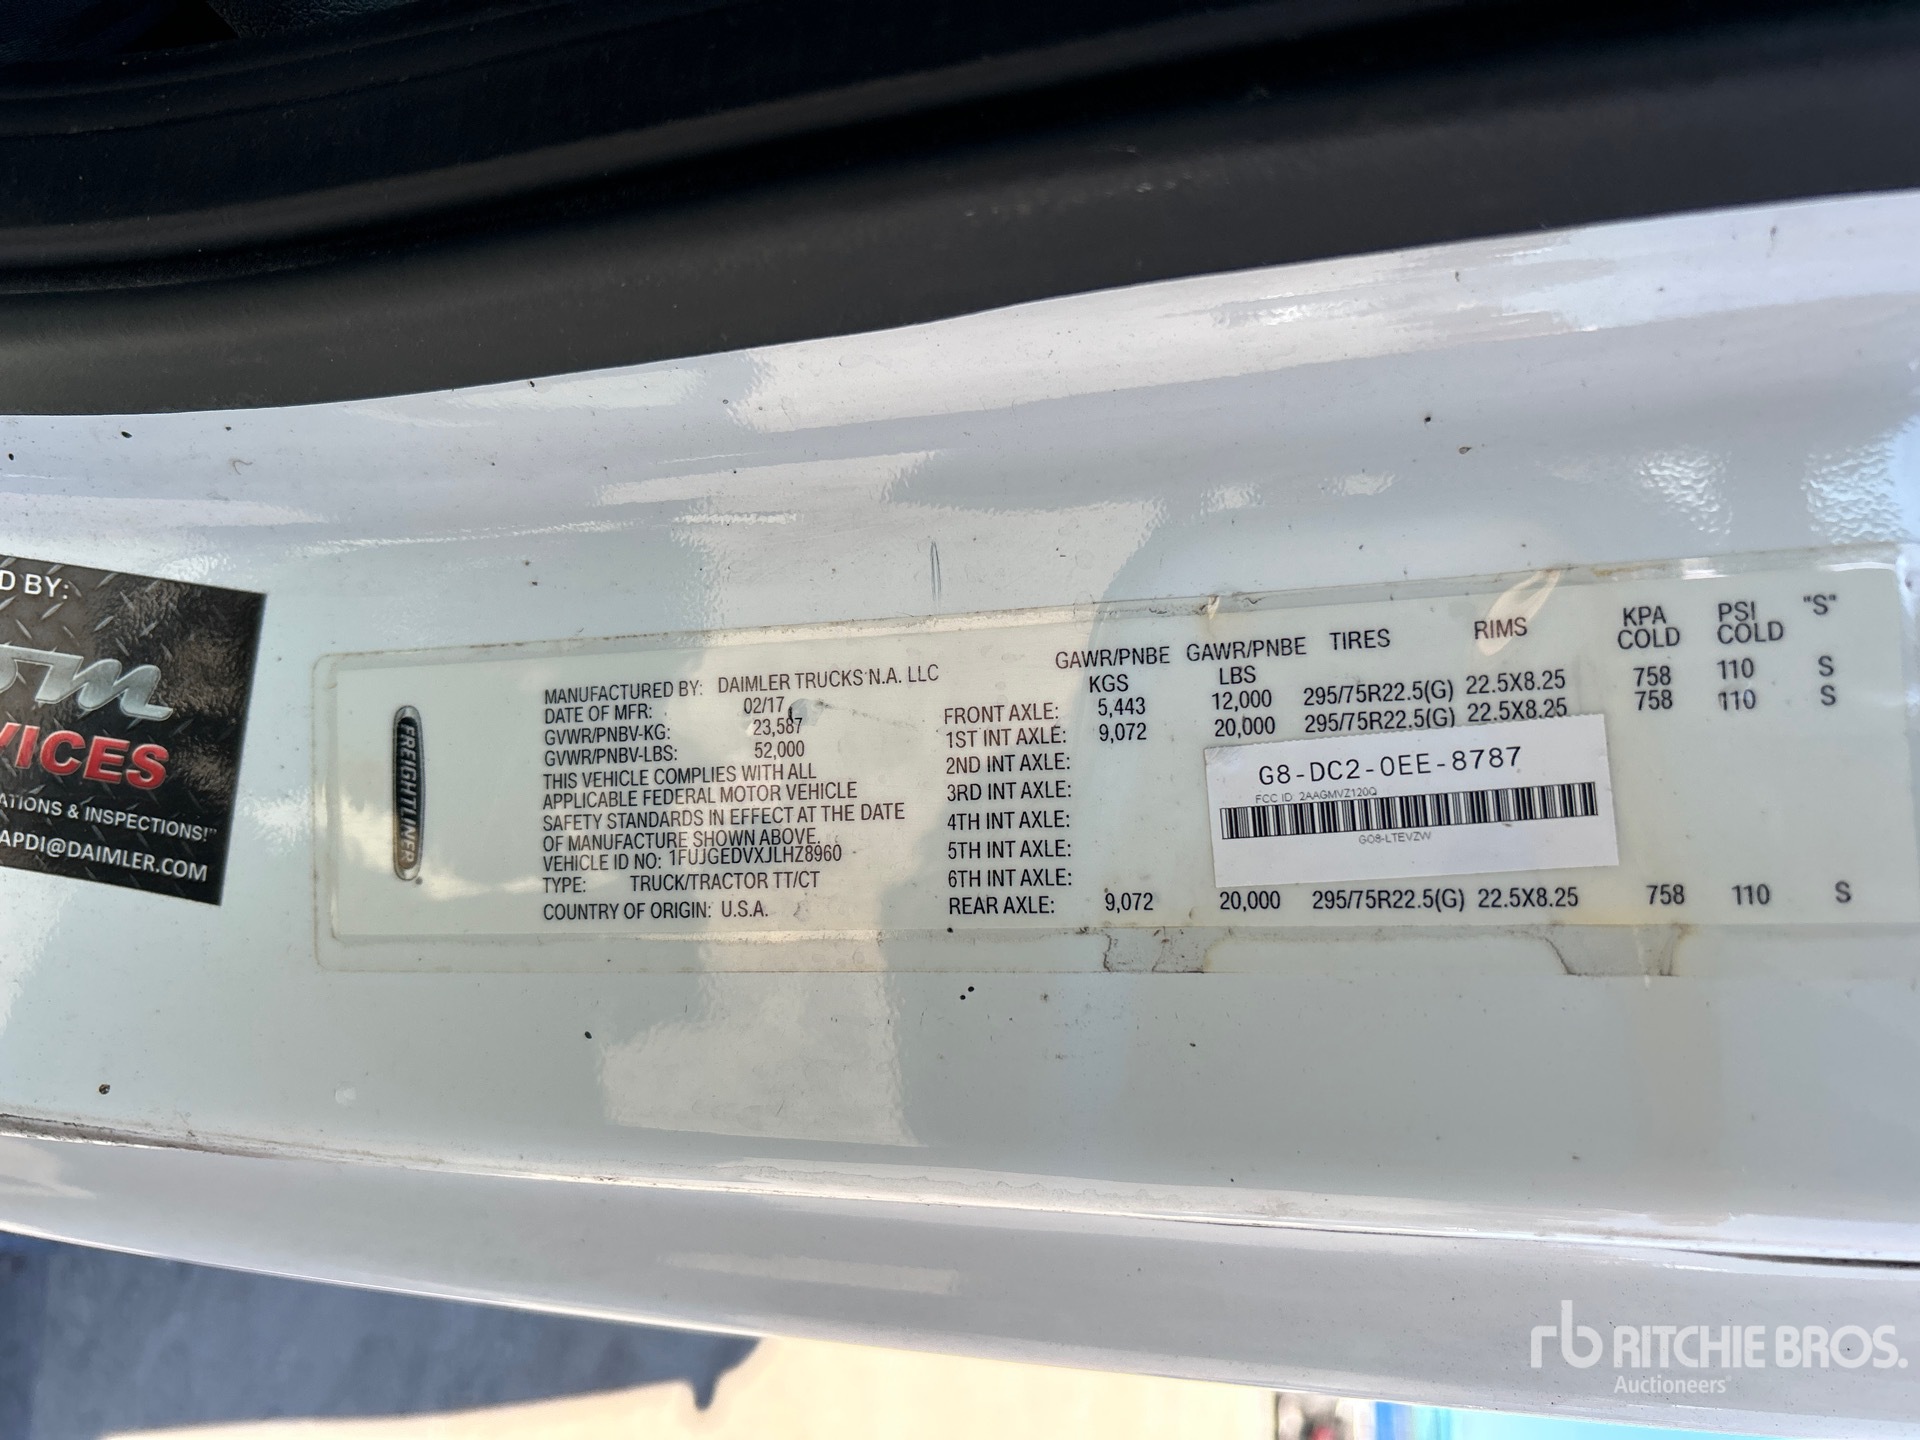 D BY:
VICES
ATIONS & INSPECTIONS!"
APDI@DAIMLER.COM
FREIGHTLINER
MANUFACTURED BY: DAIMLER TRUCKS N.A. LLC
DATE OF MFR: 02/17
GVWR/PNBV-KG: 23,587
GVWR/PNBV-LBS: 52,000
THIS VEHICLE COMPLIES WITH ALL
APPLICABLE FEDERAL MOTOR VEHICLE
SAFETY STANDARDS IN EFFECT AT THE DATE
OF MANUFACTURE SHOWN ABOVE.
VEHICLE ID NO: 1FUJGEDVXJLHZ8960
TYPE: TRUCK/TRACTOR TT/CT
COUNTRY OF ORIGIN: U.S.A.
GAWR/PNBE GAWR/PNBE TIRES RIMS KPA PSI "S"
KGS LBS COLD COLD
FRONT AXLE: 5,443 12,000 295/75R22.5(G) 22.5X8.25 758 110 S
1ST INT AXLE: 9,072 20,000 295/75R22.5(G) 22.5X8.25 758 110 S
2ND INT AXLE:
3RD INT AXLE:
4TH INT AXLE:
5TH INT AXLE:
6TH INT AXLE:
REAR AXLE: 9,072 20,000 295/75R22.5(G) 22.5X8.25 758 110 S
G8-DC2-0EE-8787
FCC ID 2AAGMVZ120Q
GO8-LTEVZW
rb RITCHIE BROS.
Auctioneers